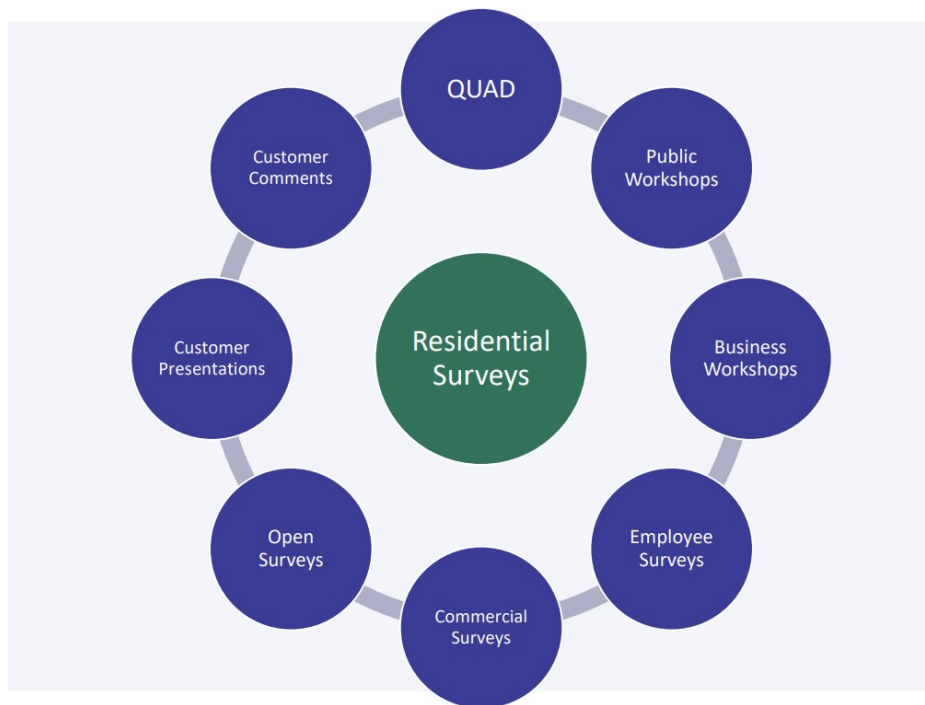 QUAD
Public
Workshops
Business
Workshops
Employee
Surveys
Commercial
Surveys
Open
Surveys
Customer
Presentations
Customer
Comments
Residential
Surveys